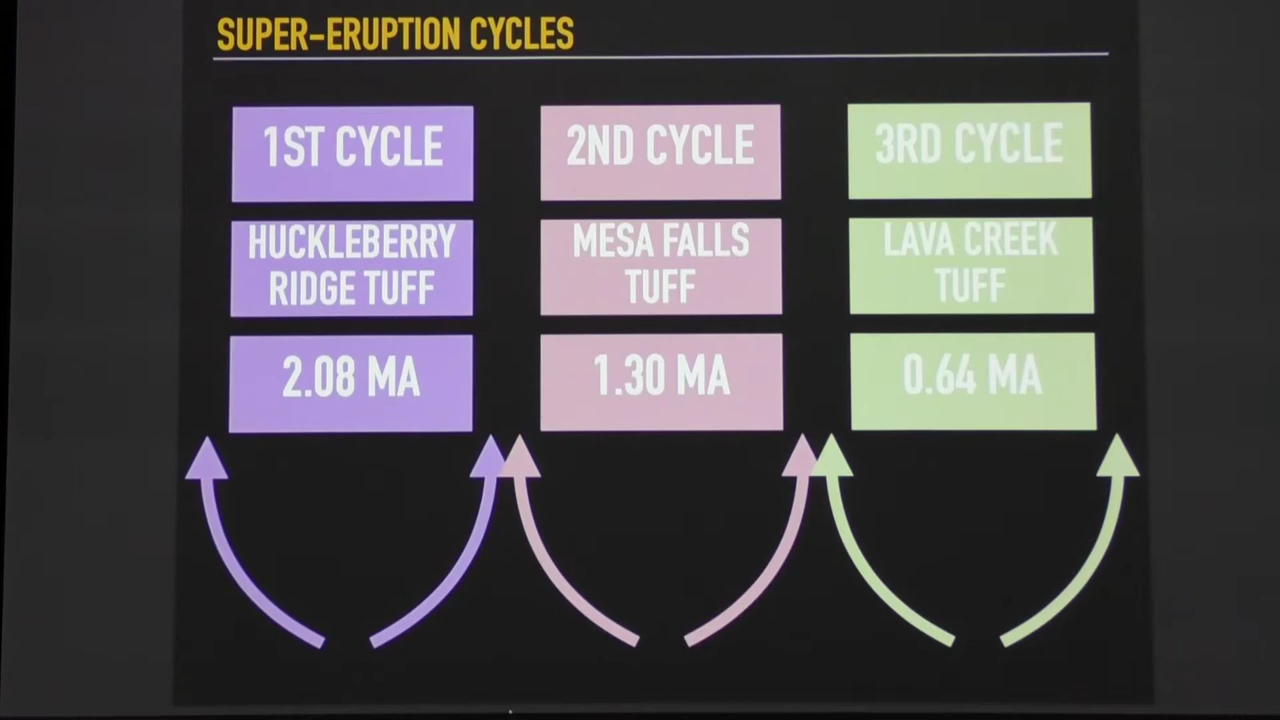 SUPER-ERUPTION CYCLES
1ST CYCLE
HUCKLEBERRY
RIDGE TUFF
2.08 MA
2ND CYCLE
MESA FALLS
TUFF
1.30 MA
3RD CYCLE
LAVA CREEK
TUFF
0.64 MA